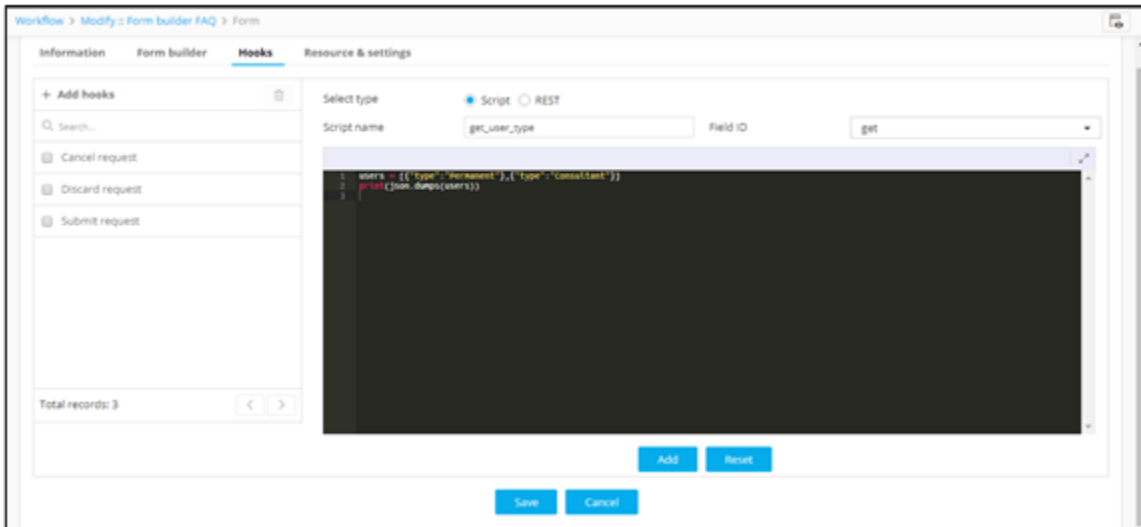 Workflow > Modify :: Form builder FAQ > Form
Information Form builder Hooks Resource & settings
+ Add hooks
Search...
Cancel request
Discard request
Submit request
Total records: 3
Select type Script REST
Script name get_user_type Field ID get
1 users = [{"type":"Permanent"},{"type":"Consultant"}]
2 print(json.dumps(users))
3
Add Reset
Save Cancel